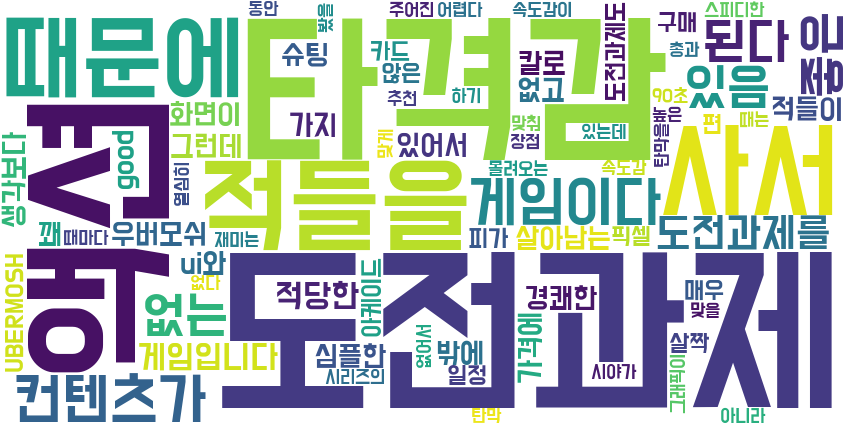 동안
밨을
주어진
어렵다
속도감이
스피디한
때문에
타격감
슈팅
카드
않은
추천
하기
칼로
없고
맞춰
장점
있는데
도전과제도
구매
총과
90초
높은
탄막을
된다
있음
편
때는
좋은
적들이
화면이
그런데
가지
있어서
몰려오는
속도감
생각보다
good
열심히
맞게
액션
적들을
게임이다
사서
꽤
때마다
우버모쉬
재미는
피가
살아남는
픽셀
도전과제를
UBERMOSH
ui와
없다
없는
적당한
아케이드
경쾌한
매우
맞을
도전과제
게임입니다
심플한
시리즈의
없어서
밖에
일정
가격에
시야가
살짝
그래픽이
컨텐츠가
탄막
아니라